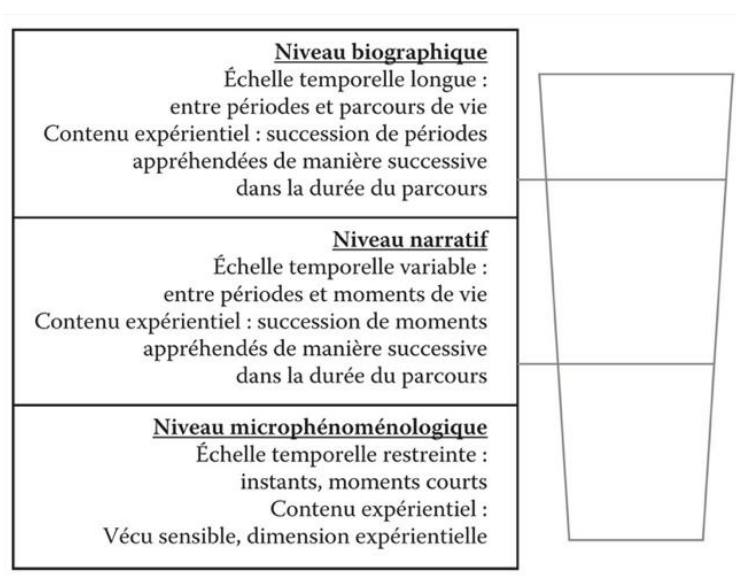 Niveau biographique
Échelle temporelle longue :
entre périodes et parcours de vie
Contenu expérientiel : succession de périodes
appréhendées de manière successive
dans la durée du parcours
Niveau narratif
Échelle temporelle variable :
entre périodes et moments de vie
Contenu expérientiel : succession de moments
appréhendés de manière successive
dans la durée du parcours
Niveau microphénoménologique
Échelle temporelle restreinte :
instants, moments courts
Contenu expérientiel :
Vécu sensible, dimension expérientielle